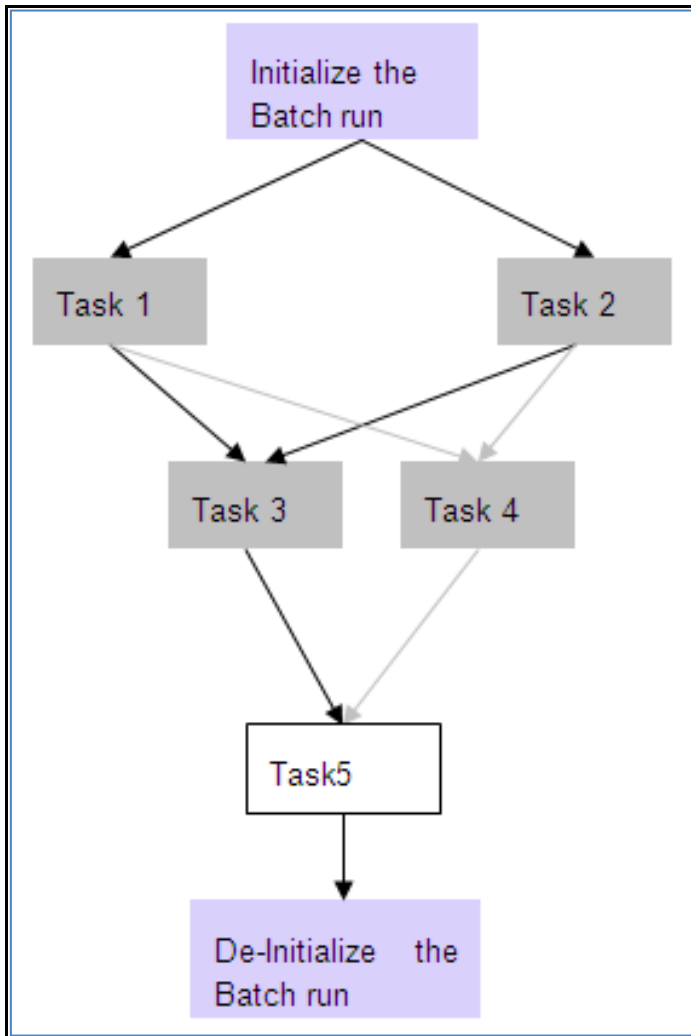 Initialize the
Batch run
Task 1
Task 2
Task 3
Task 4
Task5
De-Initialize the
Batch run